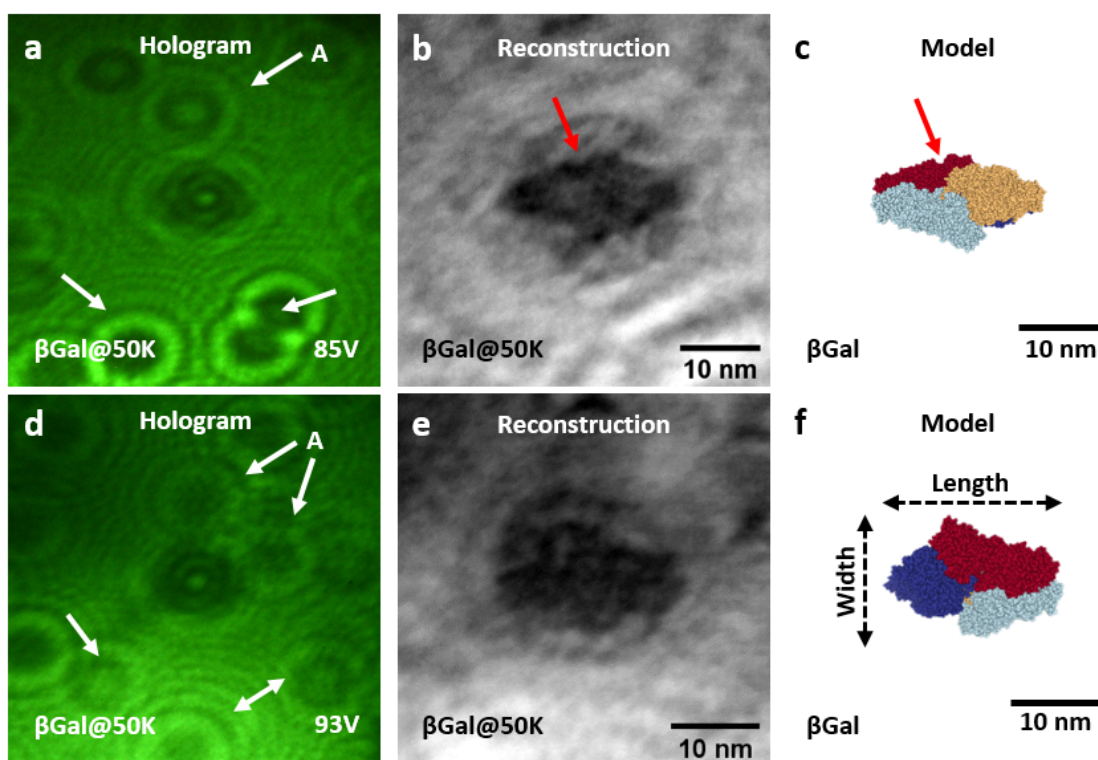 a
Hologram
A
βGal@50K
85V
b
Reconstruction
βGal@50K
10 nm
c
Model
βGal
10 nm
d
Hologram
A
βGal@50K
93V
e
Reconstruction
βGal@50K
10 nm
f
Model
Length
Width
βGal
10 nm